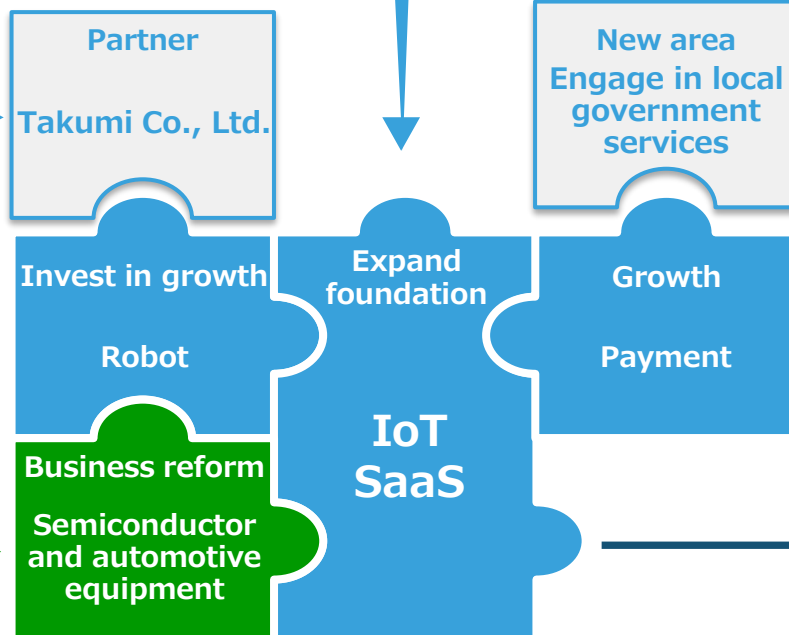 Partner
Takumi Co., Ltd.
New area
Engage in local
government
services
Invest in growth
Robot
Expand
foundation
IoT
SaaS
Growth
Payment
Business reform
Semiconductor
and automotive
equipment